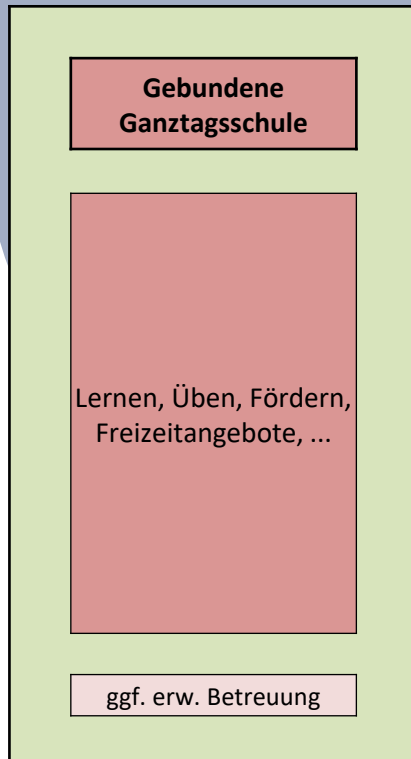 Gebundene
Ganztagsschule
Lernen, Üben, Fördern,
Freizeitangebote, ...
ggf. erw. Betreuung